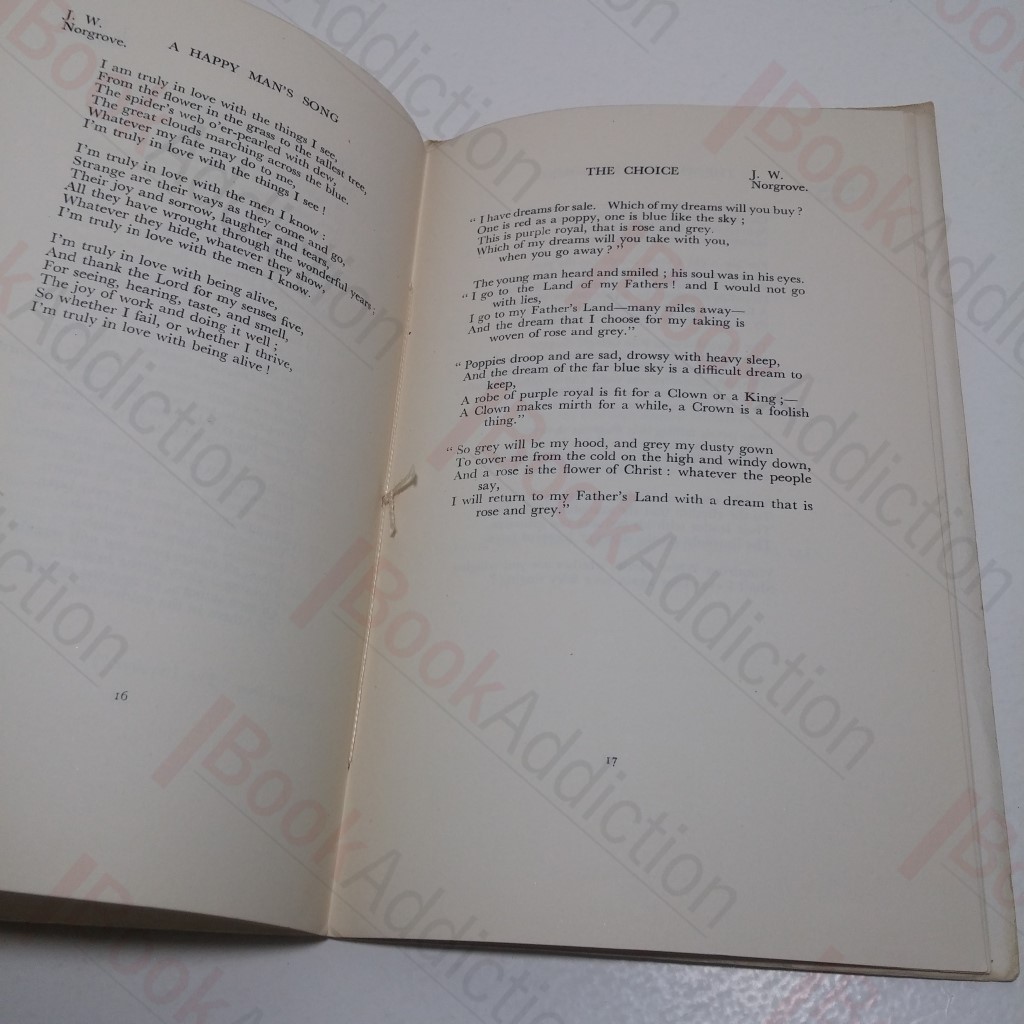 J. W.
Norgrove.
A HAPPY MAN'S SONG
I am truly in love with the things I see,
From the flower in the grass to the tallest tree,
The spider's web o'er-pearled with dew,
The great clouds marching across the blue.
Whatever my fate may do to me,
I'm truly in love with the things I see !
I'm truly in love with the men I know :
Strange are their ways as they come and go,
Their joy and sorrow, laughter and tears,
All they have wrought through the wonderful years ;
Whatever they hide, whatever they show,
I'm truly in love with the men I know.
I'm truly in love with being alive,
And thank the Lord for my senses five,
For seeing, hearing, taste, and smell,
The joy of work and doing it well ;
So whether I fail, or whether I thrive,
I'm truly in love with being alive !
16
THE CHOICE
J. W.
Norgrove.
" I have dreams for sale. Which of my dreams will you buy ?
One is red as a poppy, one is blue like the sky ;
This is purple royal, that is rose and grey.
Which of my dreams will you take with you,
when you go away ? "
The young man heard and smiled ; his soul was in his eyes.
" I go to the Land of my Fathers ! and I would not go
with lies,
I go to my Father's Land—many miles away—
And the dream that I choose for my taking is
woven of rose and grey."
" Poppies droop and are sad, drowsy with heavy sleep,
And the dream of the far blue sky is a difficult dream to
keep,
A robe of purple royal is fit for a Clown or a King ;—
A Clown makes mirth for a while, a Crown is a foolish
thing."
" So grey will be my hood, and grey my dusty gown
To cover me from the cold on the high and windy down,
And a rose is the flower of Christ : whatever the people
say,
I will return to my Father's Land with a dream that is
rose and grey."
17
BookAddiction